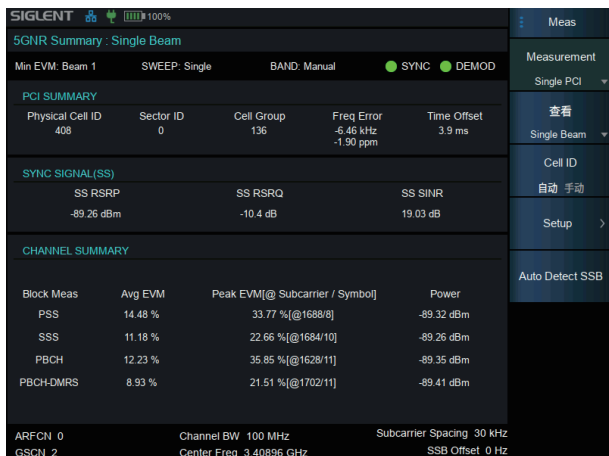 SIGLENT 100%
5GNR Summary : Single Beam
Min EVM: Beam 1 SWEEP: Single BAND: Manual SYNC DEMOD
PCI SUMMARY
Physical Cell ID Sector ID Cell Group Freq Error Time Offset
408 0 136 -6.46 kHz 3.9 ms
-1.90 ppm
SYNC SIGNAL(SS)
SS RSRP SS RSRQ SS SINR
-89.26 dBm -10.4 dB 19.03 dB
CHANNEL SUMMARY
Block Meas Avg EVM Peak EVM[@ Subcarrier / Symbol] Power
PSS 14.48 % 33.77 %[@1688/8] -89.32 dBm
SSS 11.18 % 22.66 %[@1684/10] -89.26 dBm
PBCH 12.23 % 35.85 %[@1628/11] -89.35 dBm
PBCH-DMRS 8.93 % 21.51 %[@1702/11] -89.41 dBm
ARFCN 0 Channel BW 100 MHz Subcarrier Spacing 30 kHz
GSCN 2 Center Freq 3.40896 GHz SSB Offset 0 Hz
Meas
Measurement
Single PCI
查看
Single Beam
Cell ID
自动 手动
Setup
Auto Detect SSB